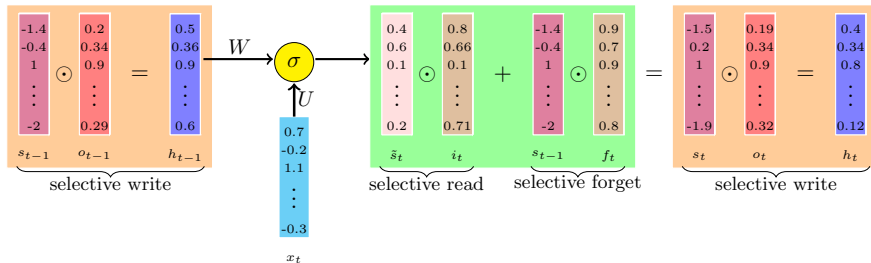 -1.4 0.2 0.5 0.4 0.8 -1.4 0.9 -1.5 0.19 0.4
-0.4 0.34 0.36 W 0.6 0.66 -0.4 0.7 0.2 0.34 0.34
1 ⊙ 0.9 = 0.9 σ 0.1 ⊙ 0.1 + 1 ⊙ 0.9 = 1 ⊙ 0.9 = 0.8
⋮ ⋮ ⋮ U ⋮ ⋮ ⋮ ⋮ ⋮ ⋮ ⋮
-2 0.29 0.6 0.2 0.71 -2 0.8 -1.9 0.32 0.12
s_{t−1} o_{t−1} h_{t−1} s̃_t i_t s_{t−1} f_t s_t o_t h_t
selective write selective read selective forget selective write
0.7
-0.2
1.1
⋮
-0.3
x_t